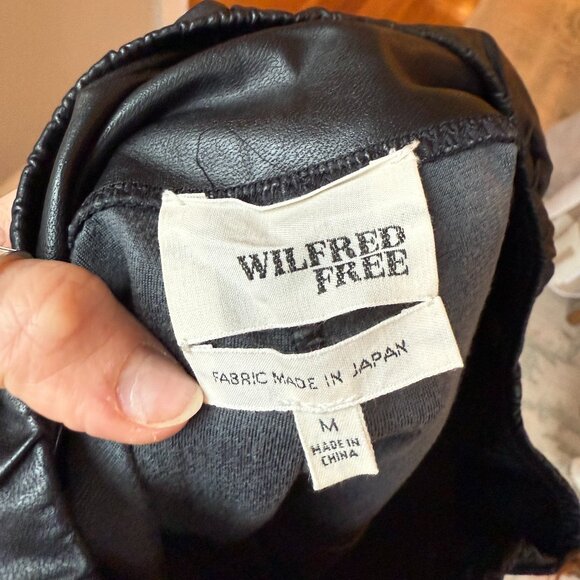 WILFRED
FREE
FABRIC MADE IN JAPAN
M
MADE IN
CHINA